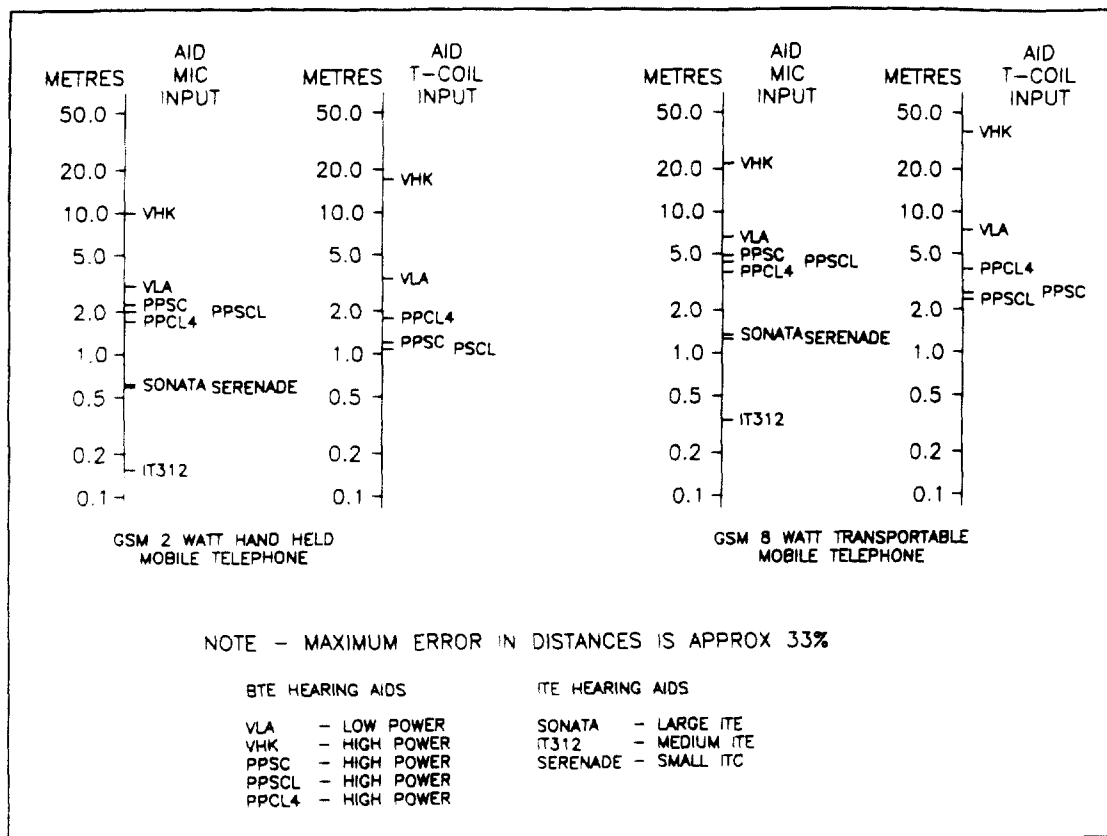 AID MIC INPUT
METRES
50.0
20.0
10.0 VHK
5.0
VLA
PPSC
2.0 PPSCL
PPCL4
1.0
SONATA SERENADE
0.5
0.2
IT312
0.1
AID T-COIL INPUT
METRES
50.0
20.0
VHK
10.0
5.0
VLA
2.0
PPCL4
PPSC
1.0 PSCL
0.5
0.2
0.1
GSM 2 WATT HAND HELD
MOBILE TELEPHONE
AID MIC INPUT
METRES
50.0
VHK
20.0
10.0
VLA
5.0 PPSC
PPSCL
PPCL4
2.0
SONATA SERENADE
1.0
0.5
IT312
0.2
0.1
AID T-COIL INPUT
METRES
50.0
VHK
20.0
10.0
VLA
5.0
PPCL4
PPSC
PPSCL
2.0
1.0
0.5
0.2
0.1
GSM 8 WATT TRANSPORTABLE
MOBILE TELEPHONE
NOTE - MAXIMUM ERROR IN DISTANCES IS APPROX 33%
BTE HEARING AIDS
VLA - LOW POWER
VHK - HIGH POWER
PPSC - HIGH POWER
PPSCL - HIGH POWER
PPCL4 - HIGH POWER
ITE HEARING AIDS
SONATA - LARGE ITE
IT312 - MEDIUM ITE
SERENADE - SMALL ITC